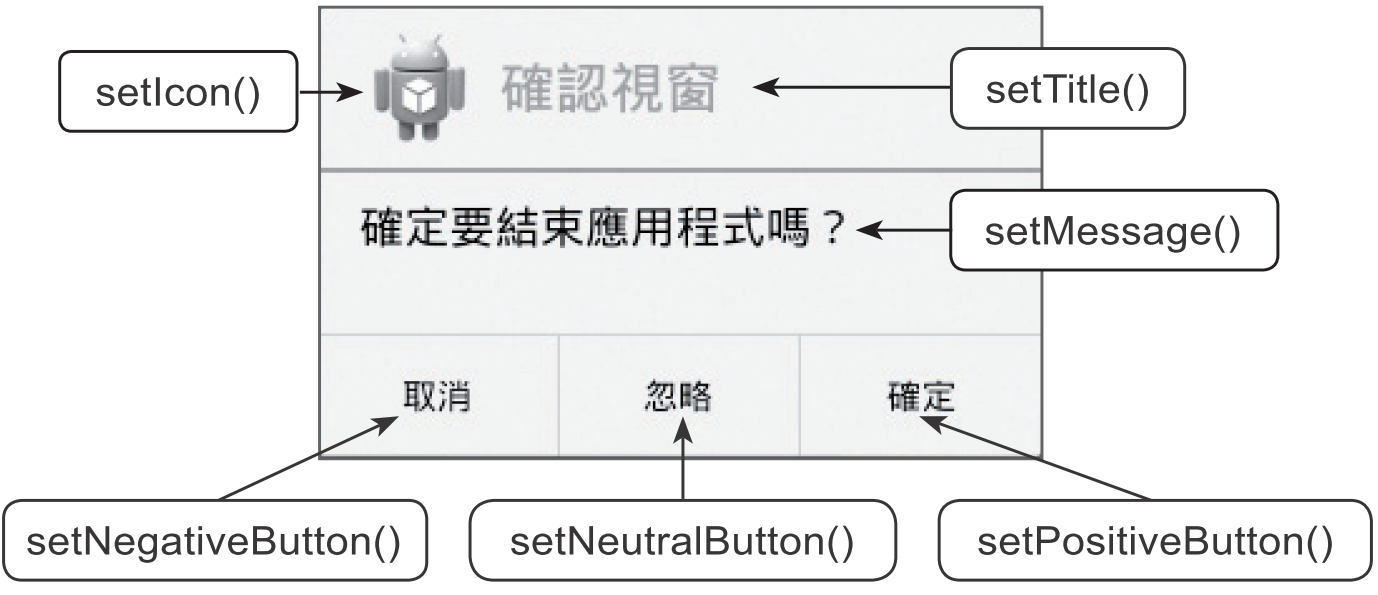 setIcon()
確認視窗
setTitle()
確定要結束應用程式嗎？
setMessage()
取消
忽略
確定
setNegativeButton()
setNeutralButton()
setPositiveButton()